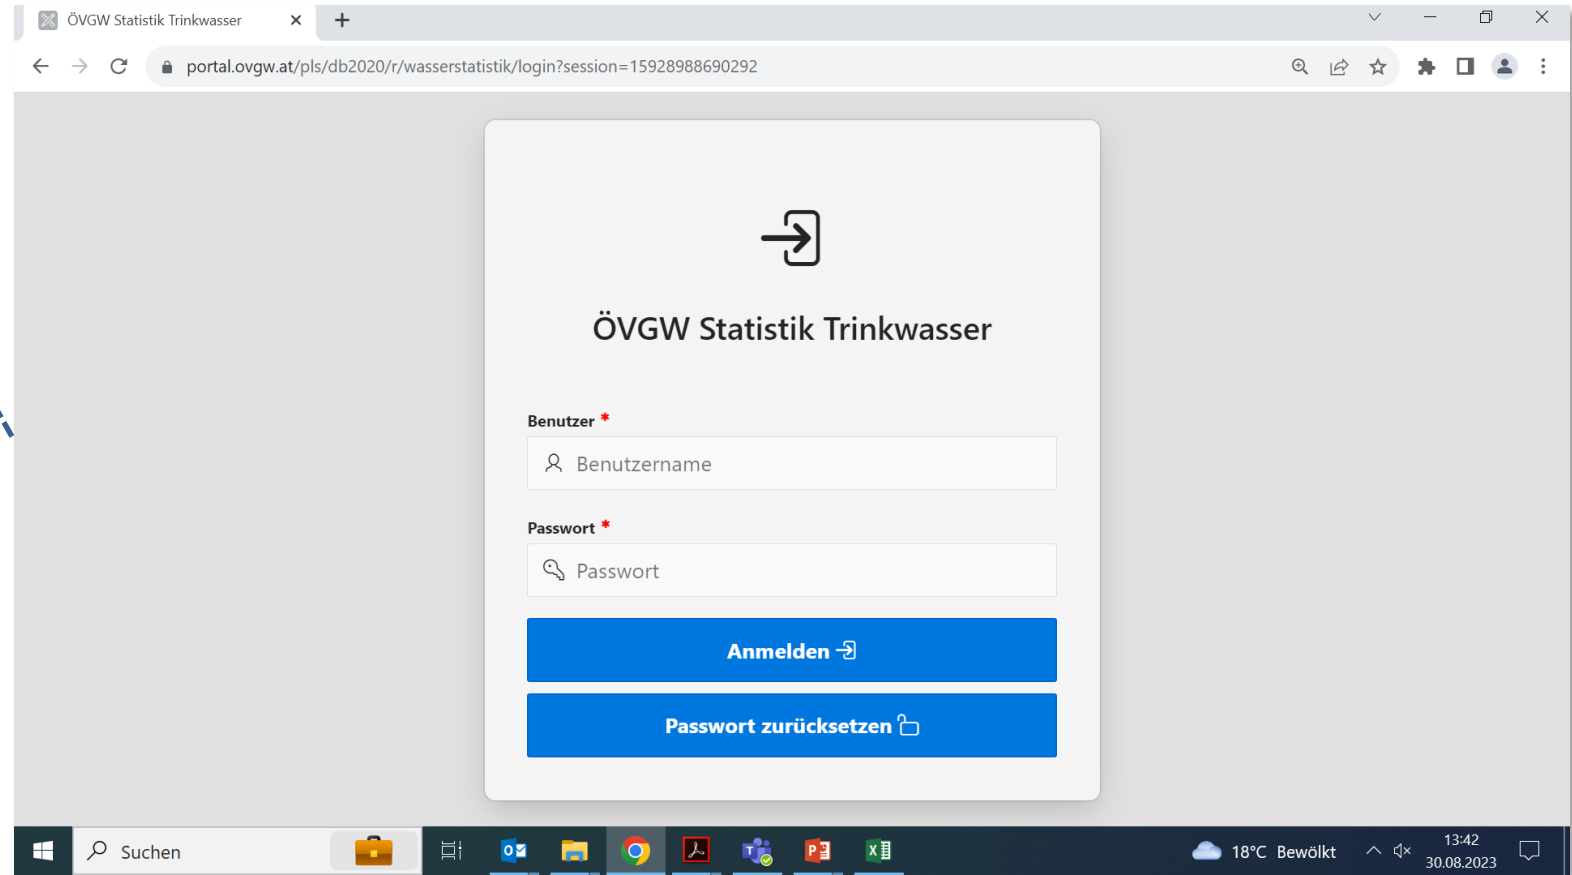 ÖVGW Statistik Trinkwasser
portal.ovgw.at/pls/db2020/r/wasserstatistik/login?session=15928988690292
ÖVGW Statistik Trinkwasser
Benutzer *
Benutzername
Passwort *
Passwort
Anmelden
Passwort zurücksetzen
Suchen
18°C Bewölkt
13:42
30.08.2023